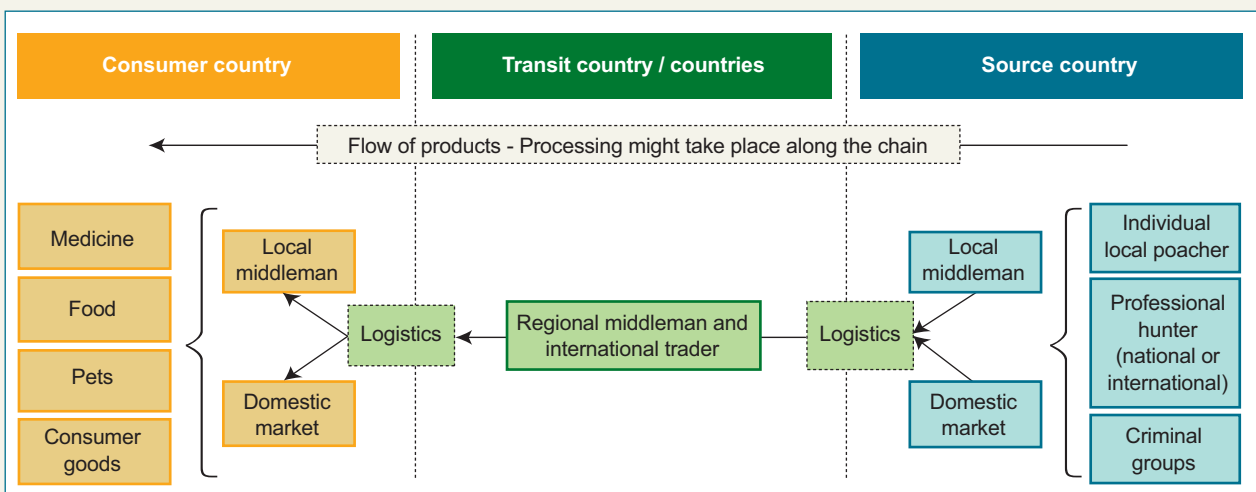 Consumer country
Transit country / countries
Source country
Flow of products - Processing might take place along the chain
Medicine
Food
Pets
Consumer
goods
Local
middleman
Domestic
market
Logistics
Regional middleman and
international trader
Logistics
Local
middleman
Domestic
market
Individual
local poacher
Professional
hunter
(national or
international)
Criminal
groups